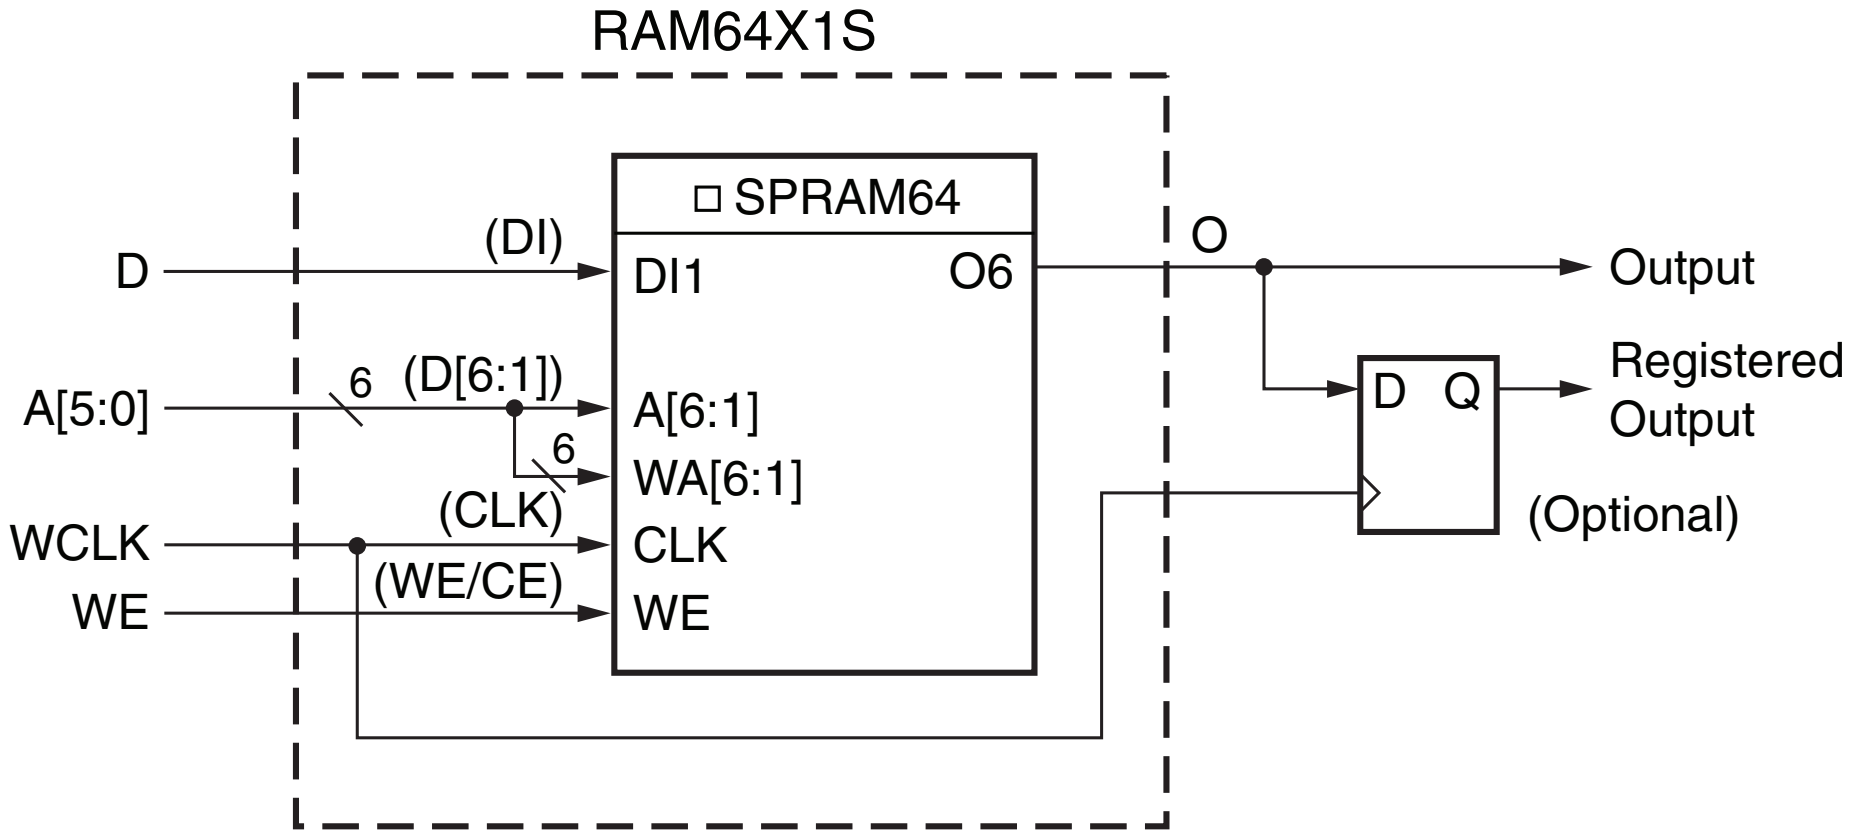 RAM64X1S
SPRAM64
D
(DI)
DI1
O6
O
Output
A[5:0]
6
(D[6:1])
A[6:1]
6
WA[6:1]
WCLK
(CLK)
CLK
WE
(WE/CE)
WE
D
Q
Registered
Output
(Optional)